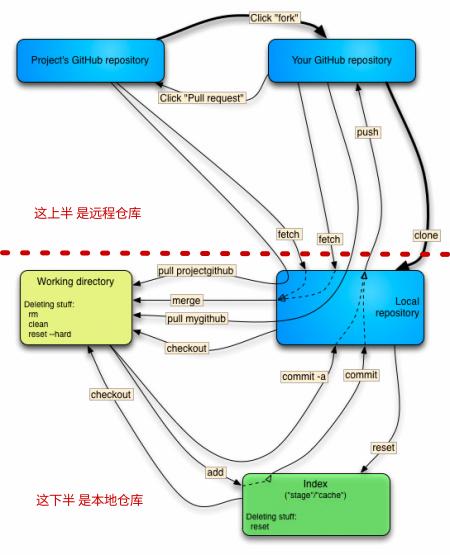 Click "fork"
Project's GitHub repository
Your GitHub repository
Click "Pull request"
push
这上半 是远程仓库
fetch
fetch
clone
pull projectgithub
Working directory
merge
Deleting stuff:
rm
clean
reset --hard
pull mygithub
Local
repository
checkout
commit -a
commit
checkout
reset
add
Index
("stage"/"cache")
这下半 是本地仓库
Deleting stuff:
reset